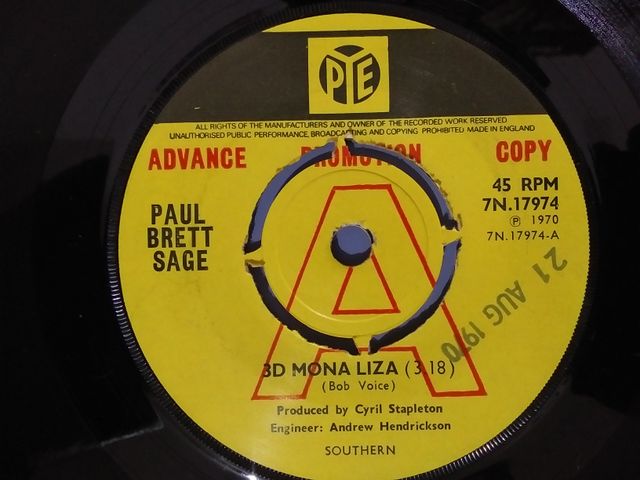 PYE
ALL RIGHTS OF THE MANUFACTURERS AND OWNER OF THE RECORDED WORK RESERVED
UNAUTHORISED PUBLIC PERFORMANCE, BROADCASTING AND COPYING PROHIBITED MADE IN ENGLAND
ADVANCE PROMOTION COPY
45 RPM
7N.17974
℗ 1970
7N.17974-A
PAUL
BRETT
SAGE
A
21 AUG 1970
3D MONA LIZA (3.18)
(Bob Voice)
Produced by Cyril Stapleton
Engineer: Andrew Hendrickson
SOUTHERN